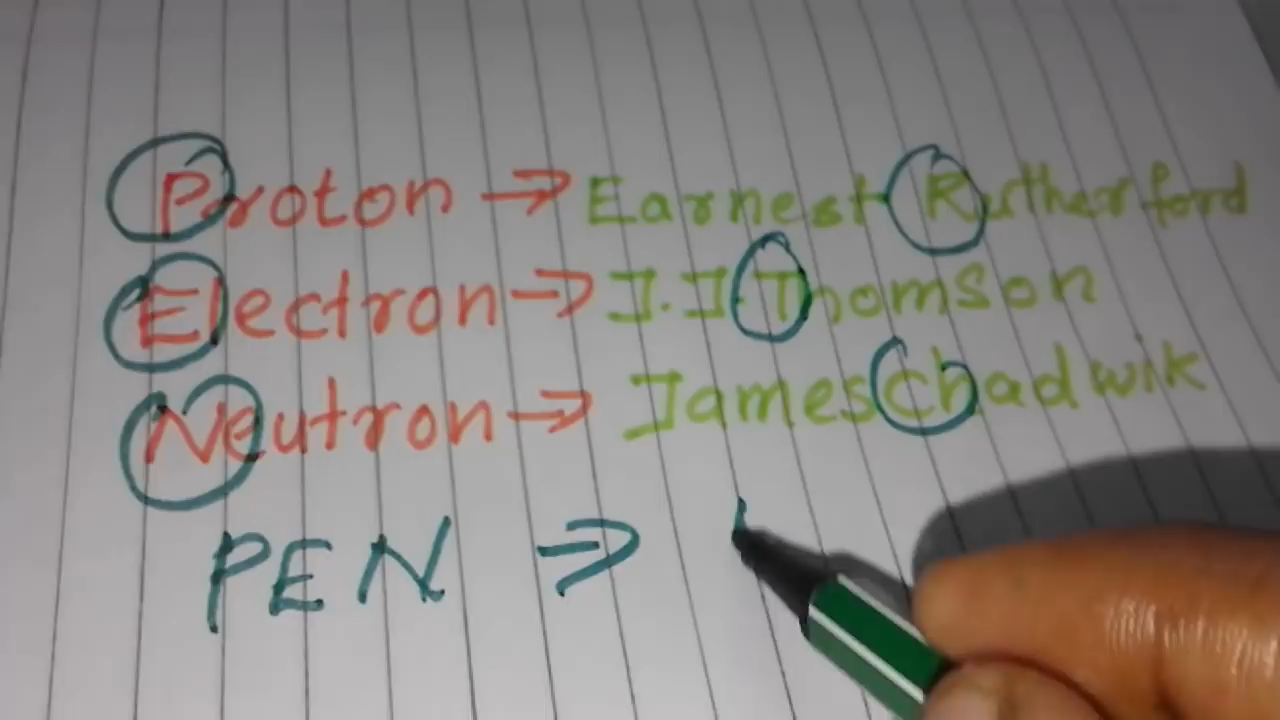 Proton → Earnest Rutherford
Electron → J.J.Thomson
Neutron → James Chadwik
PEN ⇒